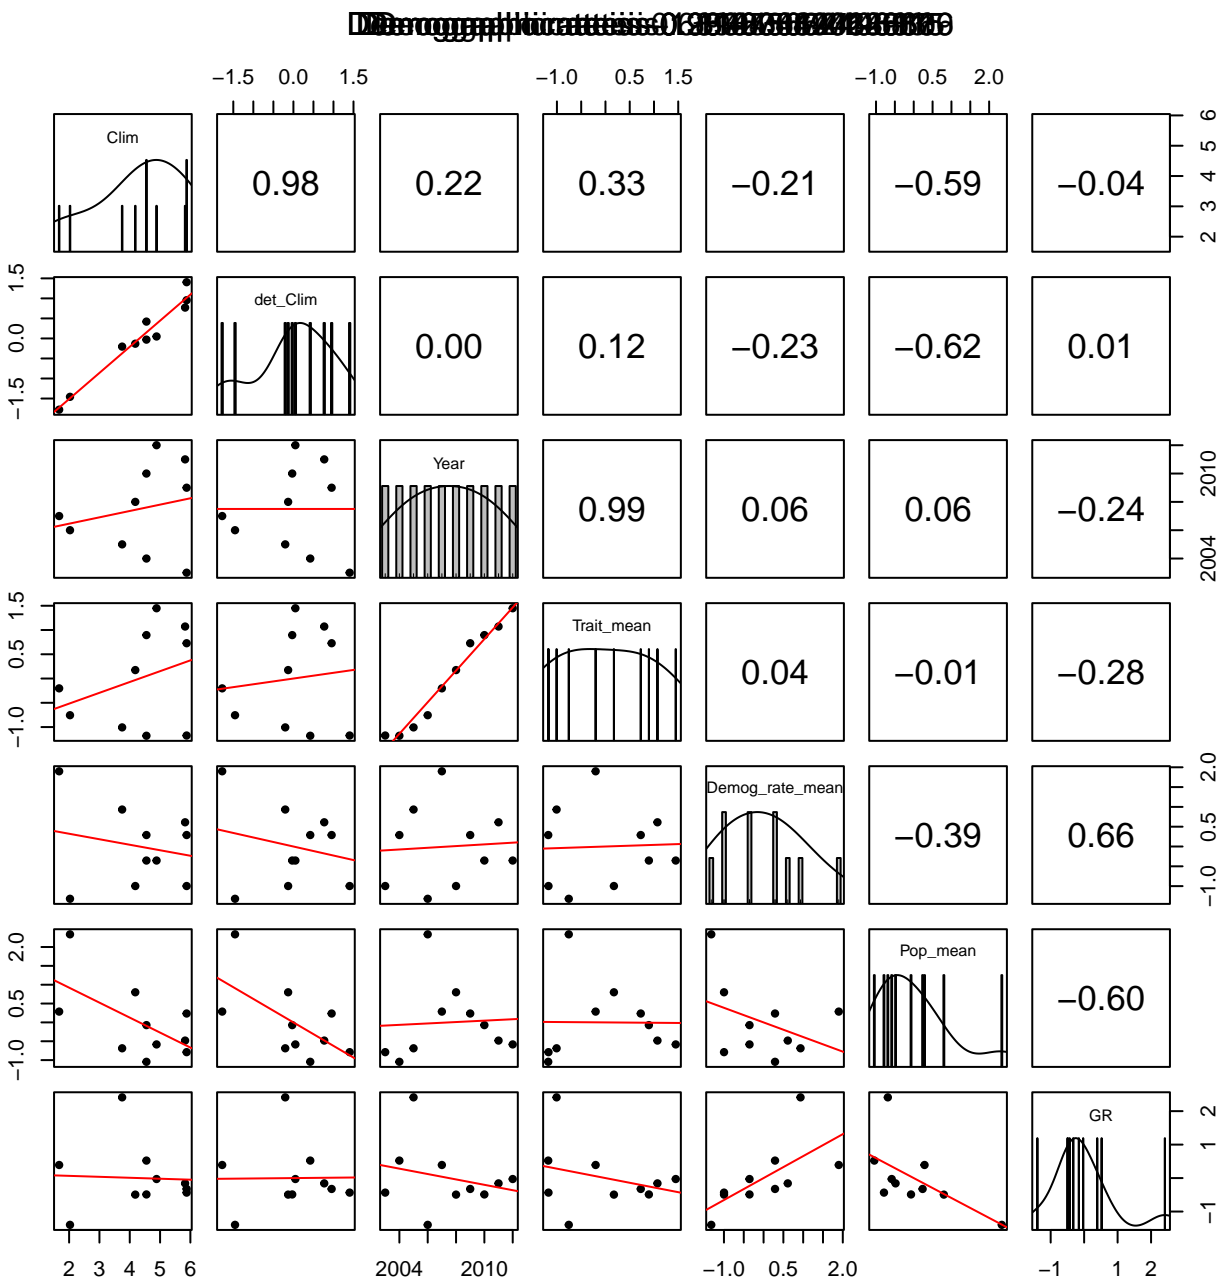 −1.5 0.0 1.5 −1.0 0.5 1.5 −1.0 0.5 2.0
Clim 0.98 0.22 0.33 −0.21 −0.59 −0.04
2 3 4 5 6
−1.5 0.0 1.5
det_Clim 0.00 0.12 −0.23 −0.62 0.01
Year 0.99 0.06 0.06 −0.24
2004 2010
−1.0 0.5 1.5
Trait_mean 0.04 −0.01 −0.28
Demog_rate_mean −0.39 0.66
−1.0 0.5 2.0
−1.0 0.5 2.0
Pop_mean −0.60
GR
−1 1 2
2 3 4 5 6 2004 2010 −1.0 0.5 2.0 −1 1 2